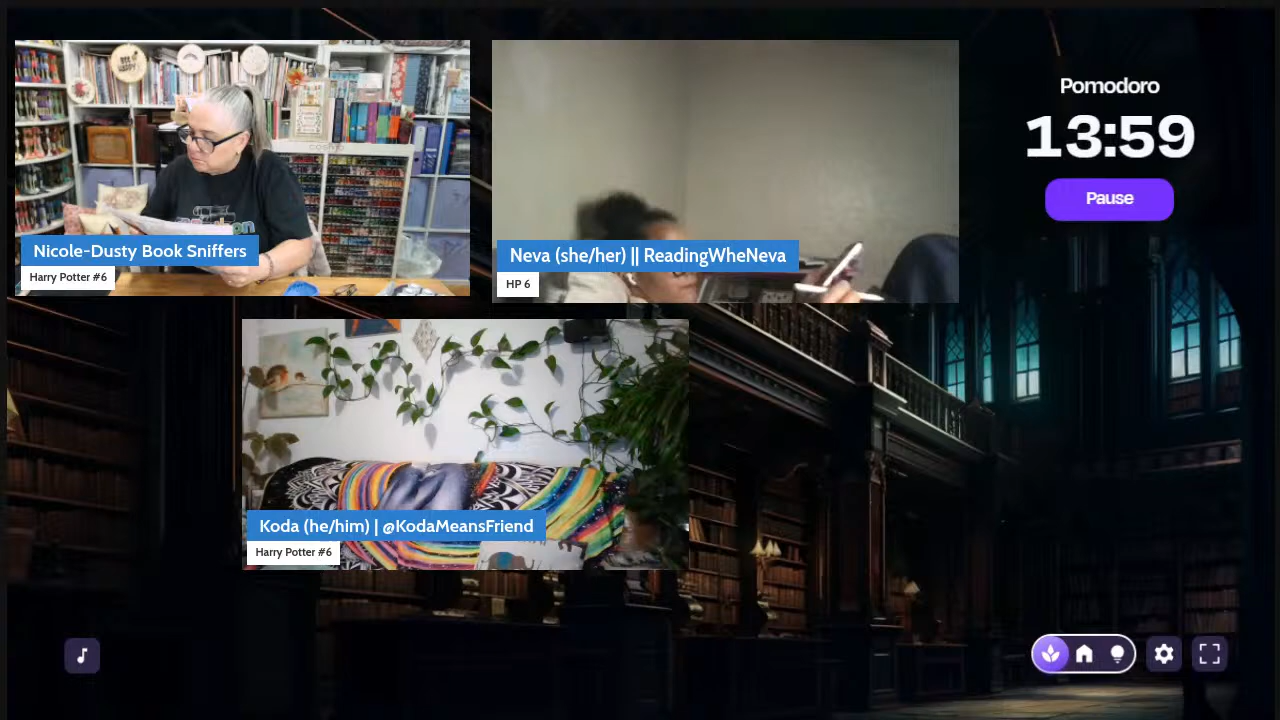 Nicole-Dusty Book Sniffers
Harry Potter #6
Neva (she/her) || ReadingWheNeva
HP 6
Pomodoro
13:59
Pause
Koda (he/him) | @KodaMeansFriend
Harry Potter #6